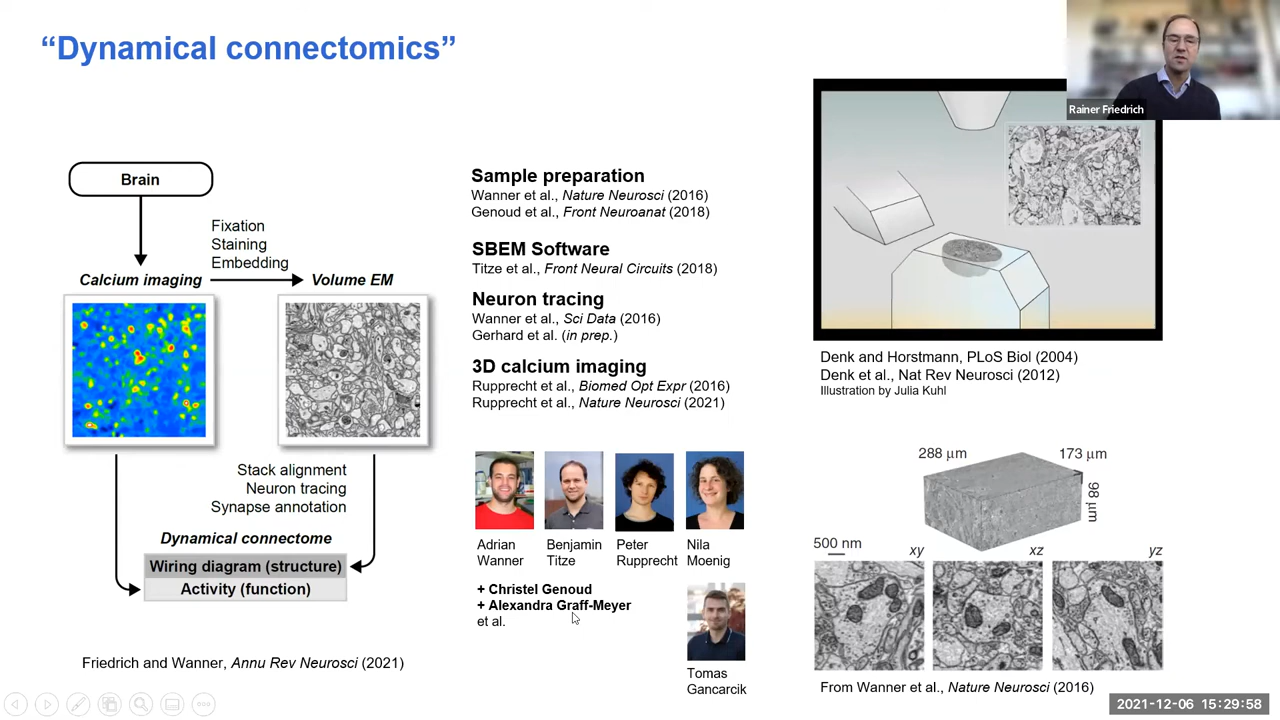 “Dynamical connectomics”
Rainer Friedrich
Brain
Fixation
Staining
Embedding
Calcium imaging
Volume EM
Stack alignment
Neuron tracing
Synapse annotation
Dynamical connectome
Wiring diagram (structure)
Activity (function)
Friedrich and Wanner, Annu Rev Neurosci (2021)
Sample preparation
Wanner et al., Nature Neurosci (2016)
Genoud et al., Front Neuroanat (2018)
SBEM Software
Titze et al., Front Neural Circuits (2018)
Neuron tracing
Wanner et al., Sci Data (2016)
Gerhard et al. (in prep.)
3D calcium imaging
Rupprecht et al., Biomed Opt Expr (2016)
Rupprecht et al., Nature Neurosci (2021)
Adrian
Wanner
Benjamin
Titze
Peter
Rupprecht
Nila
Moenig
+ Christel Genoud
+ Alexandra Graff-Meyer
et al.
Tomas
Gancarcik
Denk and Horstmann, PLoS Biol (2004)
Denk et al., Nat Rev Neurosci (2012)
Illustration by Julia Kuhl
288 μm
173 μm
98 μm
500 nm
xy
xz
yz
From Wanner et al., Nature Neurosci (2016)
2021-12-06 15:29:58